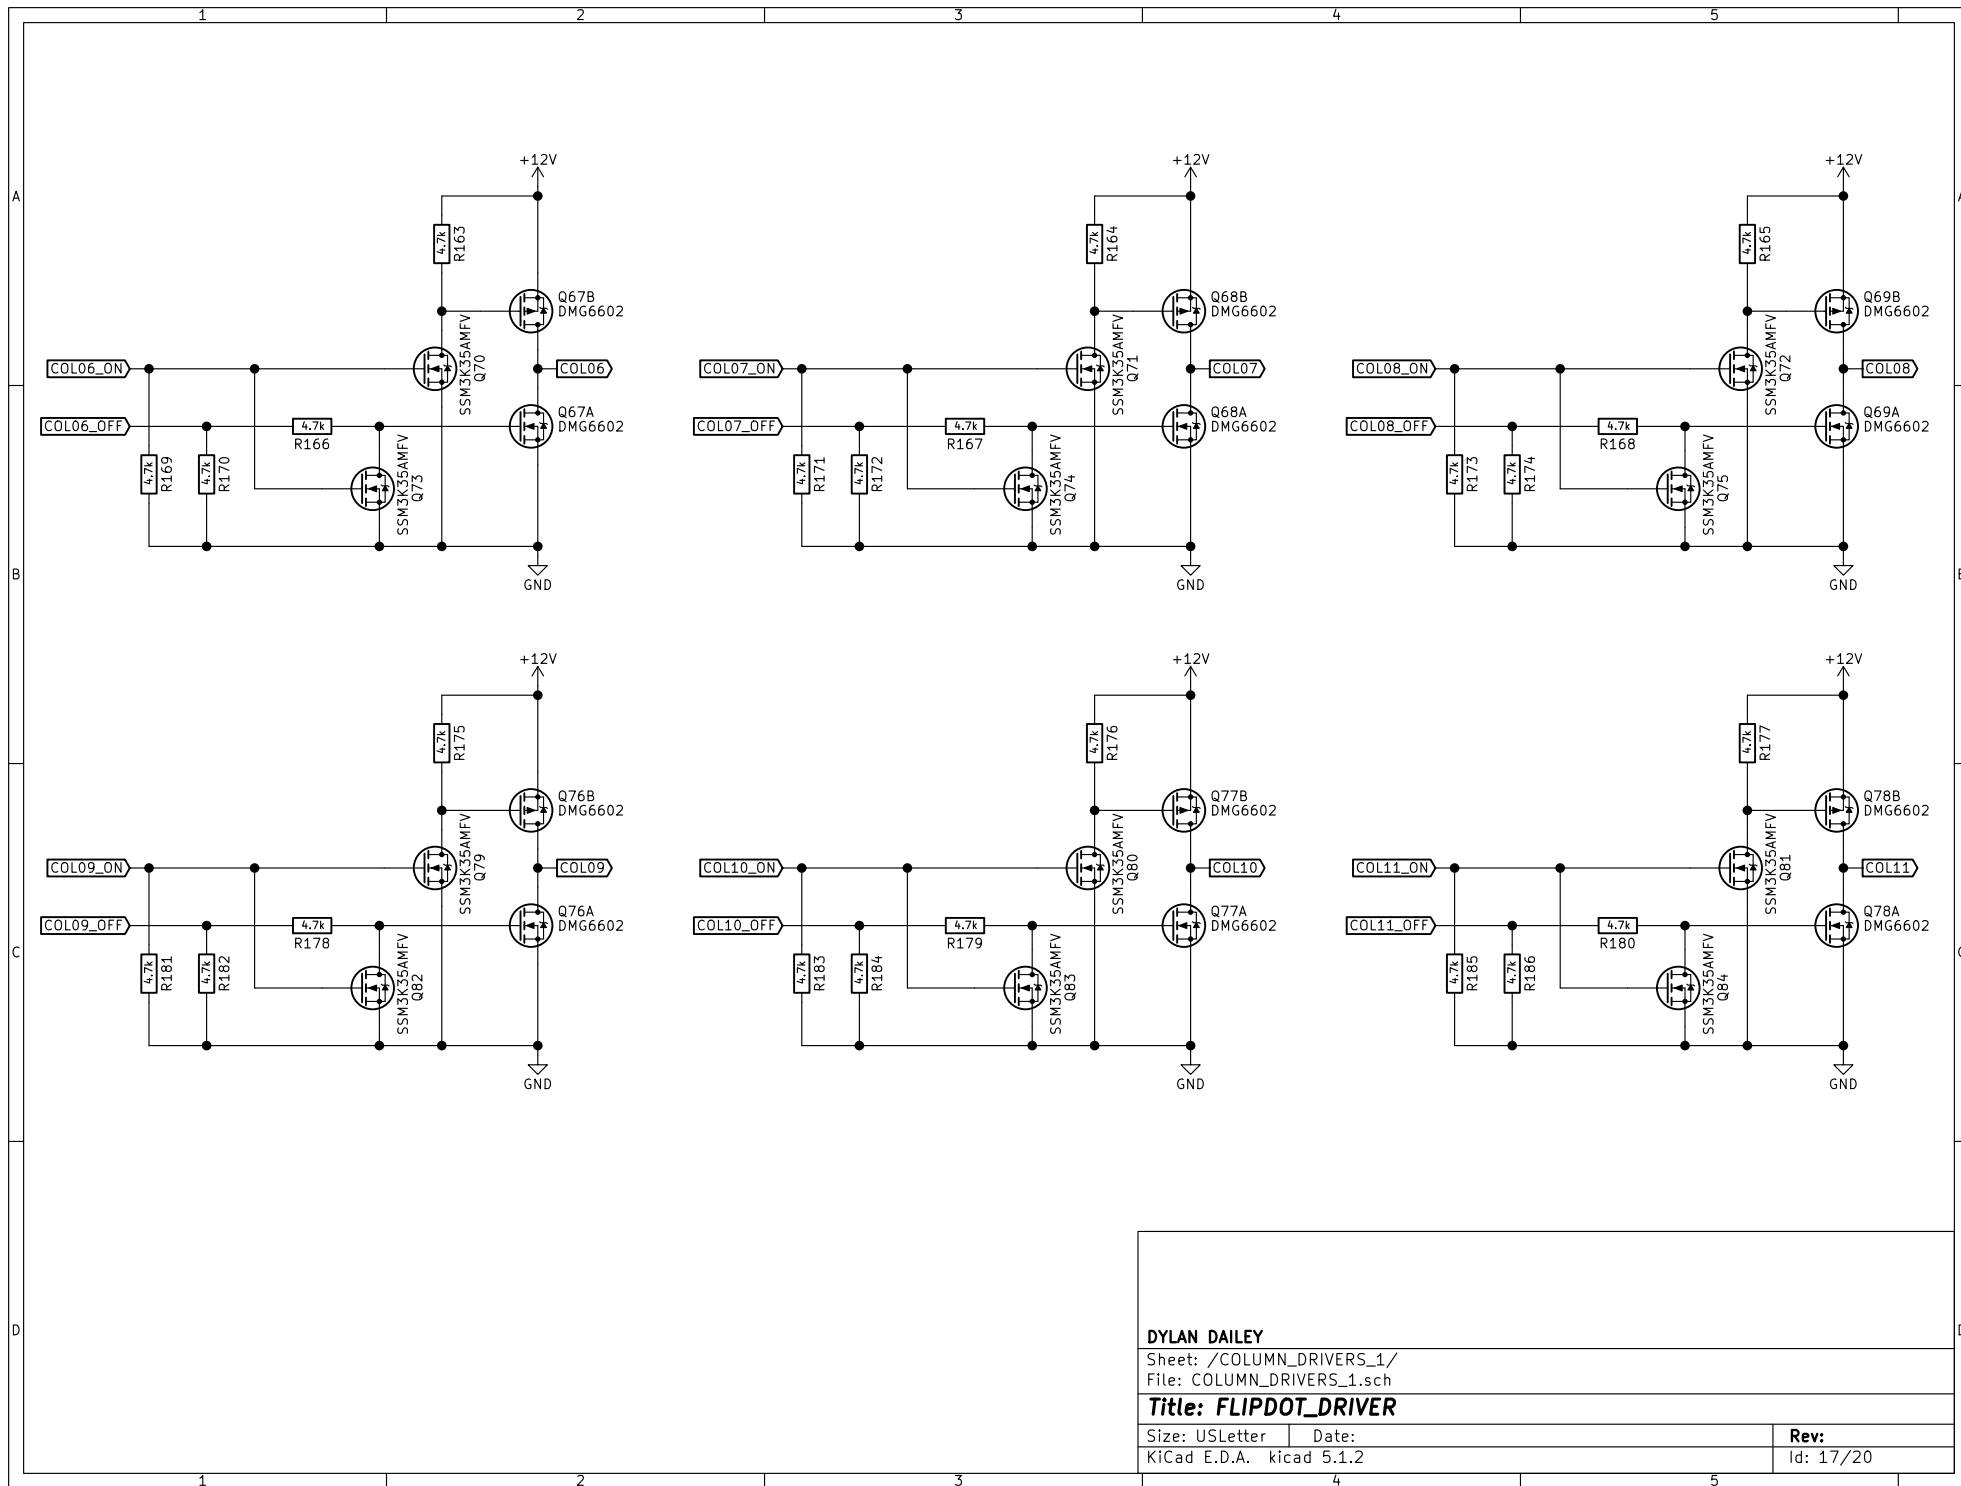 1 2 3 4 5
A
B
C
D
+12V
4.7k
R163
Q67B
DMG6602
SSM3K35AMFV
Q70
COL06_ON
COL06
COL06_OFF
4.7k
R166
Q67A
DMG6602
4.7k
R169
4.7k
R170
SSM3K35AMFV
Q73
GND
+12V
4.7k
R164
Q68B
DMG6602
SSM3K35AMFV
Q71
COL07_ON
COL07
COL07_OFF
4.7k
R167
Q68A
DMG6602
4.7k
R171
4.7k
R172
SSM3K35AMFV
Q74
GND
+12V
4.7k
R165
Q69B
DMG6602
SSM3K35AMFV
Q72
COL08_ON
COL08
COL08_OFF
4.7k
R168
Q69A
DMG6602
4.7k
R173
4.7k
R174
SSM3K35AMFV
Q75
GND
+12V
4.7k
R175
Q76B
DMG6602
SSM3K35AMFV
Q79
COL09_ON
COL09
COL09_OFF
4.7k
R178
Q76A
DMG6602
4.7k
R181
4.7k
R182
SSM3K35AMFV
Q82
GND
+12V
4.7k
R176
Q77B
DMG6602
SSM3K35AMFV
Q80
COL10_ON
COL10
COL10_OFF
4.7k
R179
Q77A
DMG6602
4.7k
R183
4.7k
R184
SSM3K35AMFV
Q83
GND
+12V
4.7k
R177
Q78B
DMG6602
SSM3K35AMFV
Q81
COL11_ON
COL11
COL11_OFF
4.7k
R180
Q78A
DMG6602
4.7k
R185
4.7k
R186
SSM3K35AMFV
Q84
GND
DYLAN DAILEY
Sheet: /COLUMN_DRIVERS_1/
File: COLUMN_DRIVERS_1.sch
Title: FLIPDOT_DRIVER
Size: USLetter Date: Rev:
KiCad E.D.A. kicad 5.1.2 Id: 17/20
1 2 3 4 5